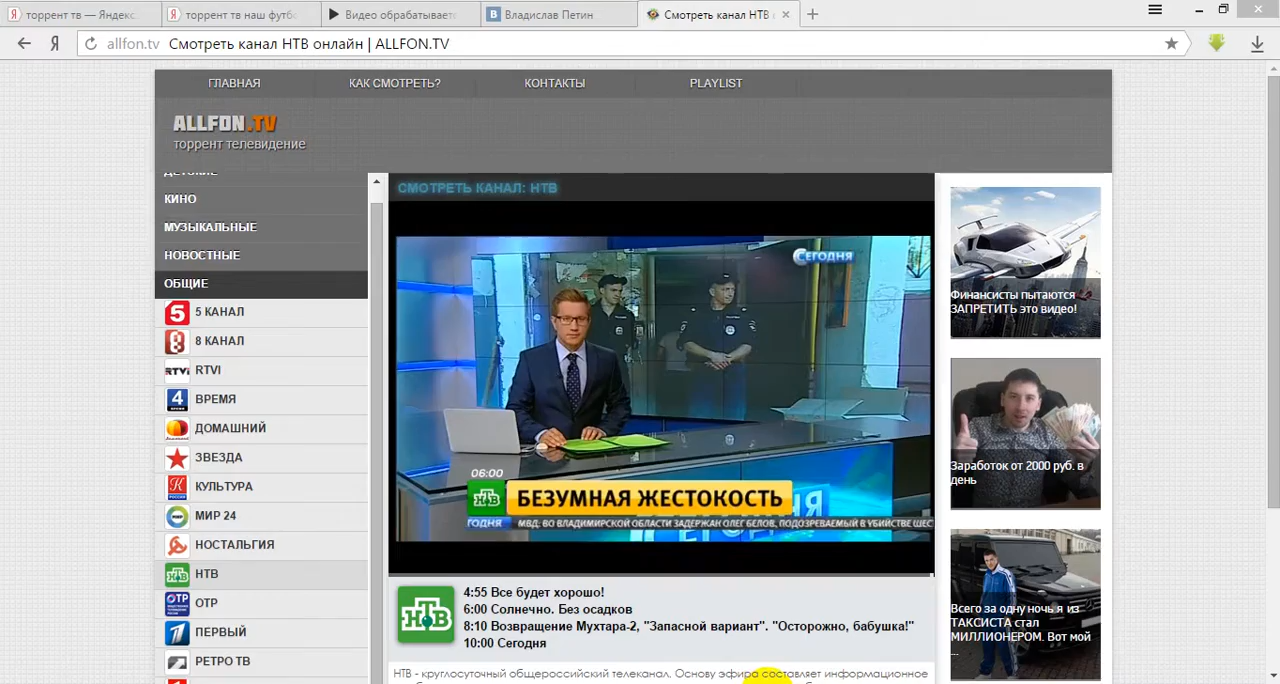 торрент тв — Яндекс.
торрент тв наш футбо
Видео обрабатывает
Владислав Петин
Смотреть канал НТВ
allfon.tv Смотреть канал НТВ онлайн | ALLFON.TV
ГЛАВНАЯ
КАК СМОТРЕТЬ?
КОНТАКТЫ
PLAYLIST
ALLFON.TV
торрент телевидение
ДЕТСКИЕ
КИНО
МУЗЫКАЛЬНЫЕ
НОВОСТНЫЕ
ОБЩИЕ
5 КАНАЛ
8 КАНАЛ
RTVI
ВРЕМЯ
ДОМАШНИЙ
ЗВЕЗДА
КУЛЬТУРА
МИР 24
НОСТАЛЬГИЯ
НТВ
ОТР
ПЕРВЫЙ
РЕТРО ТВ
СМОТРЕТЬ КАНАЛ: НТВ
СЕГОДНЯ
06:00
НТВ
БЕЗУМНАЯ ЖЕСТОКОСТЬ
ГОДНЯ МВД: ВО ВЛАДИМИРСКОЙ ОБЛАСТИ ЗАДЕРЖАН ОЛЕГ БЕЛОВ, ПОДОЗРЕВАЕМЫЙ В УБИЙСТВЕ ШЕС
НТВ
4:55 Все будет хорошо!
6:00 Солнечно. Без осадков
8:10 Возвращение Мухтара-2, "Запасной вариант". "Осторожно, бабушка!"
10:00 Сегодня
НТВ - круглосуточный общероссийский телеканал. Основу эфира составляет информационное
Финансисты пытаются
ЗАПРЕТИТЬ это видео!
Заработок от 2000 руб. в
день
Всего за одну ночь я из
ТАКСИСТА стал
МИЛЛИОНЕРОМ. Вот мой
...